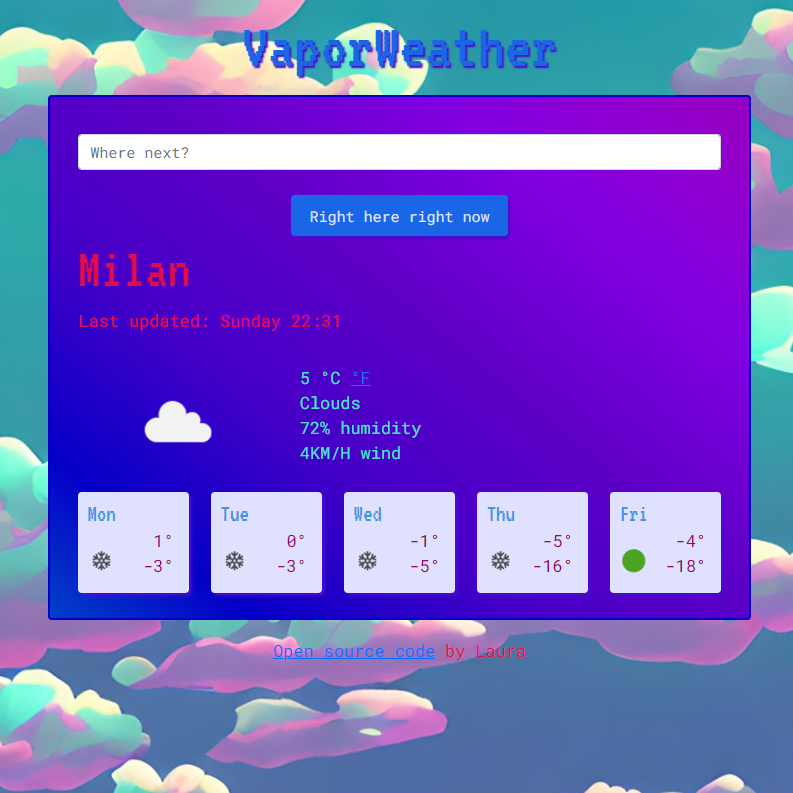 VaporWeather
Where next?
Right here right now
Milan
Last updated: Sunday 22:31
5 °C °F
Clouds
72% humidity
4KM/H wind
Mon
1°
-3°
Tue
0°
-3°
Wed
-1°
-5°
Thu
-5°
-16°
Fri
-4°
-18°
Open source code by Laura